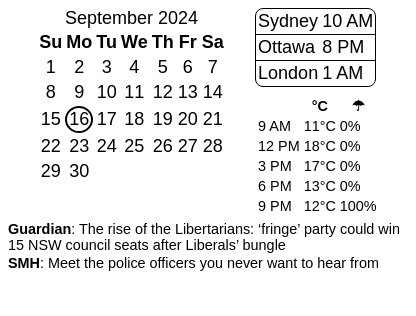 September 2024
Su Mo Tu We Th Fr Sa
1 2 3 4 5 6 7
8 9 10 11 12 13 14
15 16 17 18 19 20 21
22 23 24 25 26 27 28
29 30
Sydney 10 AM
Ottawa 8 PM
London 1 AM
°C ☂
9 AM 11°C 0%
12 PM 18°C 0%
3 PM 17°C 0%
6 PM 13°C 0%
9 PM 12°C 100%
Guardian: The rise of the Libertarians: ‘fringe’ party could win
15 NSW council seats after Liberals’ bungle
SMH: Meet the police officers you never want to hear from